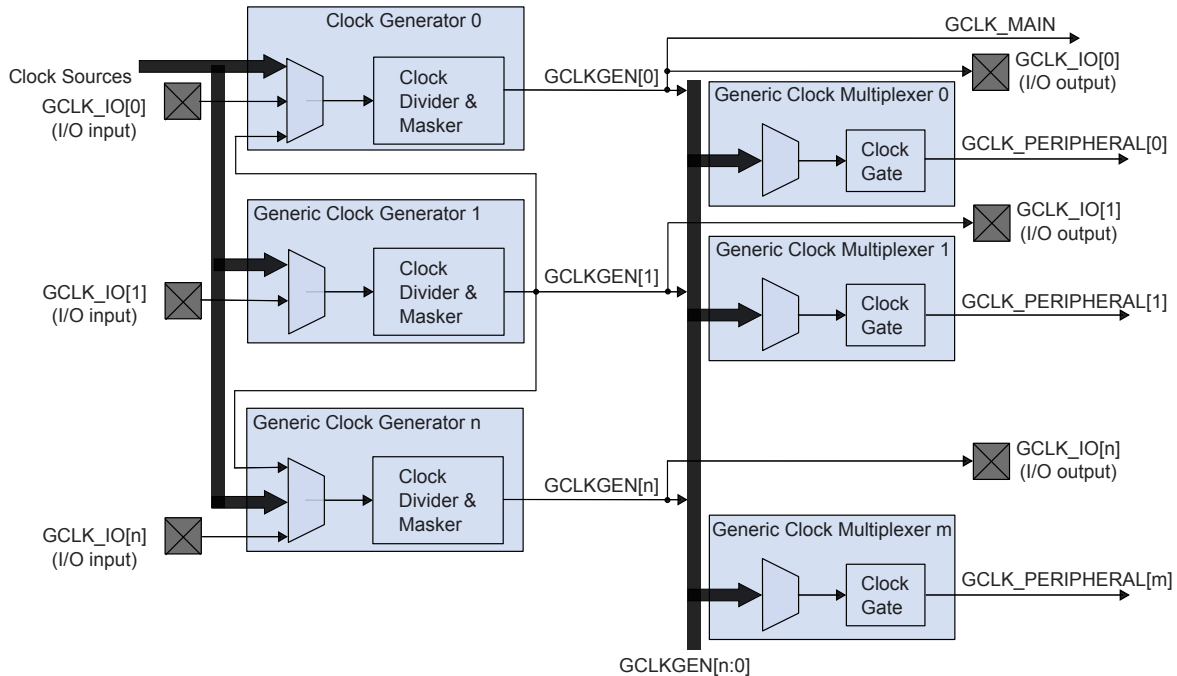 Clock Generator 0
GCLK_MAIN
Clock Sources
GCLK_IO[0]
(I/O input)
Clock
Divider &
Masker
GCLKGEN[0]
GCLK_IO[0]
(I/O output)
Generic Clock Multiplexer 0
Clock
Gate
GCLK_PERIPHERAL[0]
Generic Clock Generator 1
GCLK_IO[1]
(I/O input)
Clock
Divider &
Masker
GCLKGEN[1]
GCLK_IO[1]
(I/O output)
Generic Clock Multiplexer 1
Clock
Gate
GCLK_PERIPHERAL[1]
Generic Clock Generator n
GCLK_IO[n]
(I/O input)
Clock
Divider &
Masker
GCLKGEN[n]
GCLK_IO[n]
(I/O output)
Generic Clock Multiplexer m
Clock
Gate
GCLK_PERIPHERAL[m]
GCLKGEN[n:0]